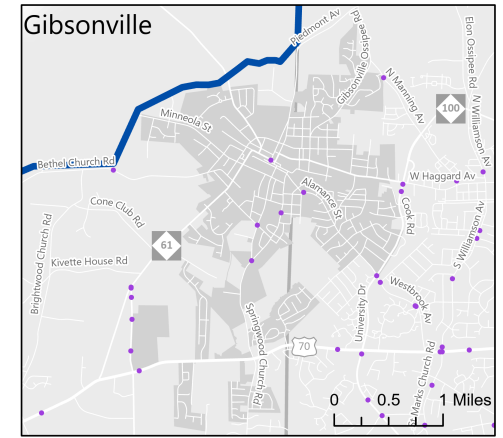 Gibsonville
Piedmont Av
Gibsonville Ossipee Rd
Elon Ossipee Rd
N Manning Av
N Williamson Av
100
Minneola St
Bethel Church Rd
W Haggard Av
Alamance St
Cone Club Rd
Cook Rd
S Williamson Av
61
Brightwood Church Rd
Kivette House Rd
Westbrook Av
University Dr
Springwood Church Rd
70
Marks Church Rd
0 0.5 1 Miles